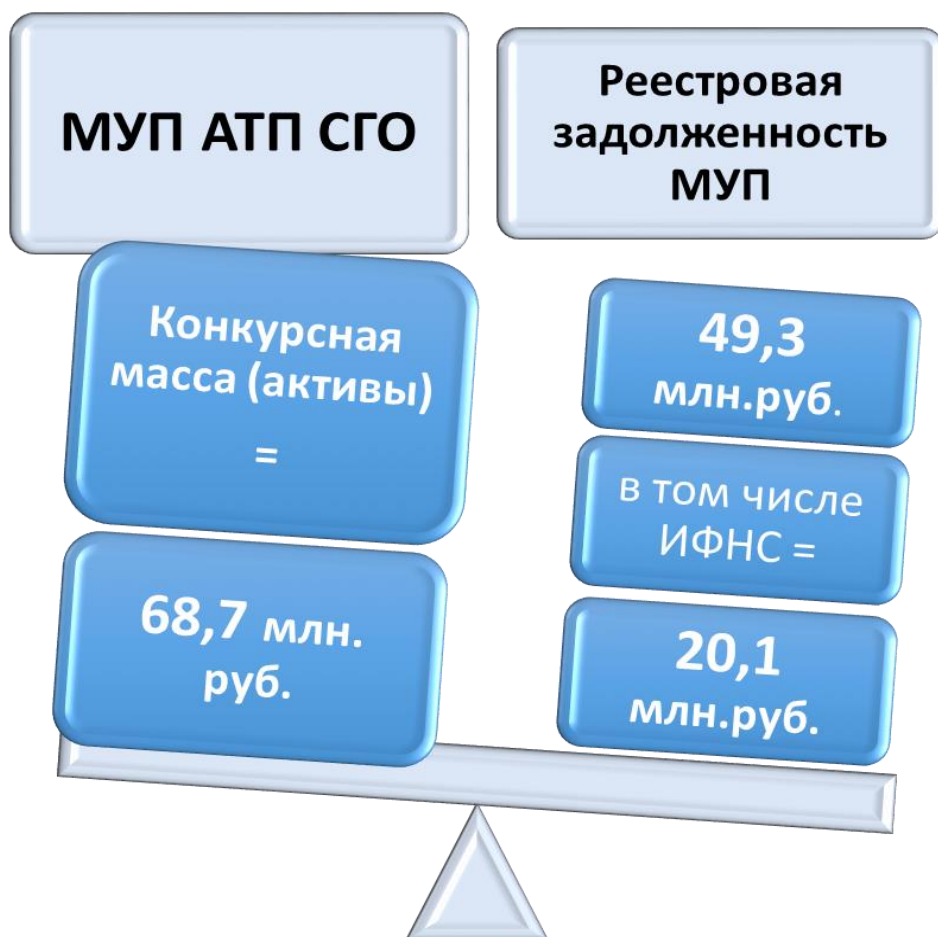 МУП АТП СГО
Реестровая
задолженность
МУП
Конкурсная
масса (активы)
=
68,7 млн.
руб.
49,3
млн.руб.
в том числе
ИФНС =
20,1
млн.руб.